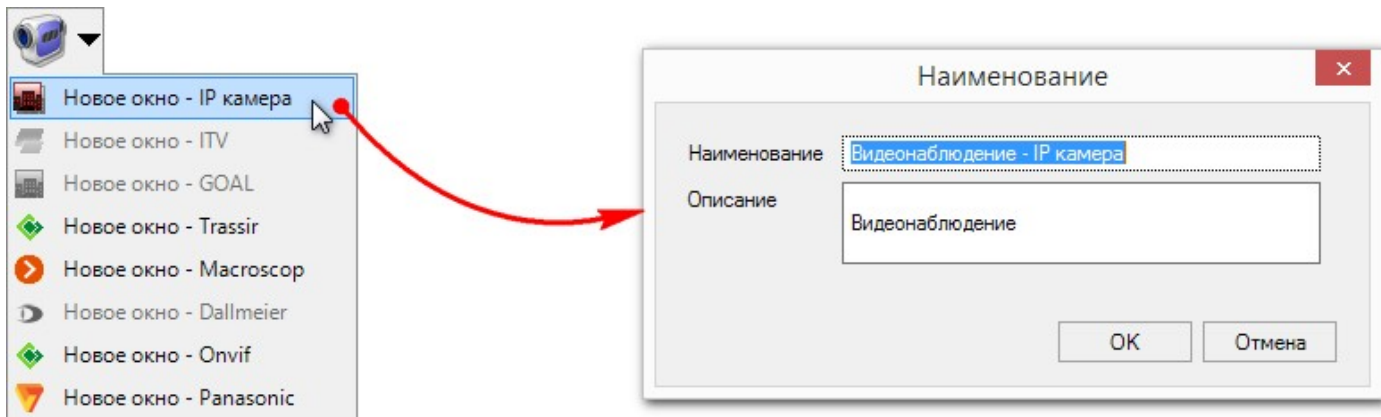 Новое окно - IP камера
Новое окно - ITV
Новое окно - GOAL
Новое окно - Trassir
Новое окно - Macroscop
Новое окно - Dallmeier
Новое окно - Onvif
Новое окно - Panasonic
Наименование
Наименование Видеонаблюдение - IP камера
Описание
Видеонаблюдение
OK Отмена